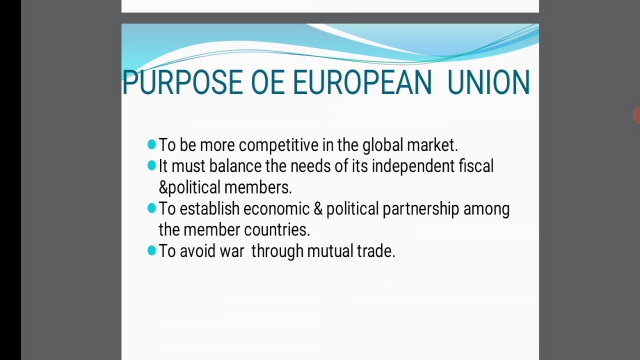 PURPOSE OE EUROPEAN UNION
To be more competitive in the global market.
It must balance the needs of its independent fiscal
&political members.
To establish economic & political partnership among
the member countries.
To avoid war through mutual trade.